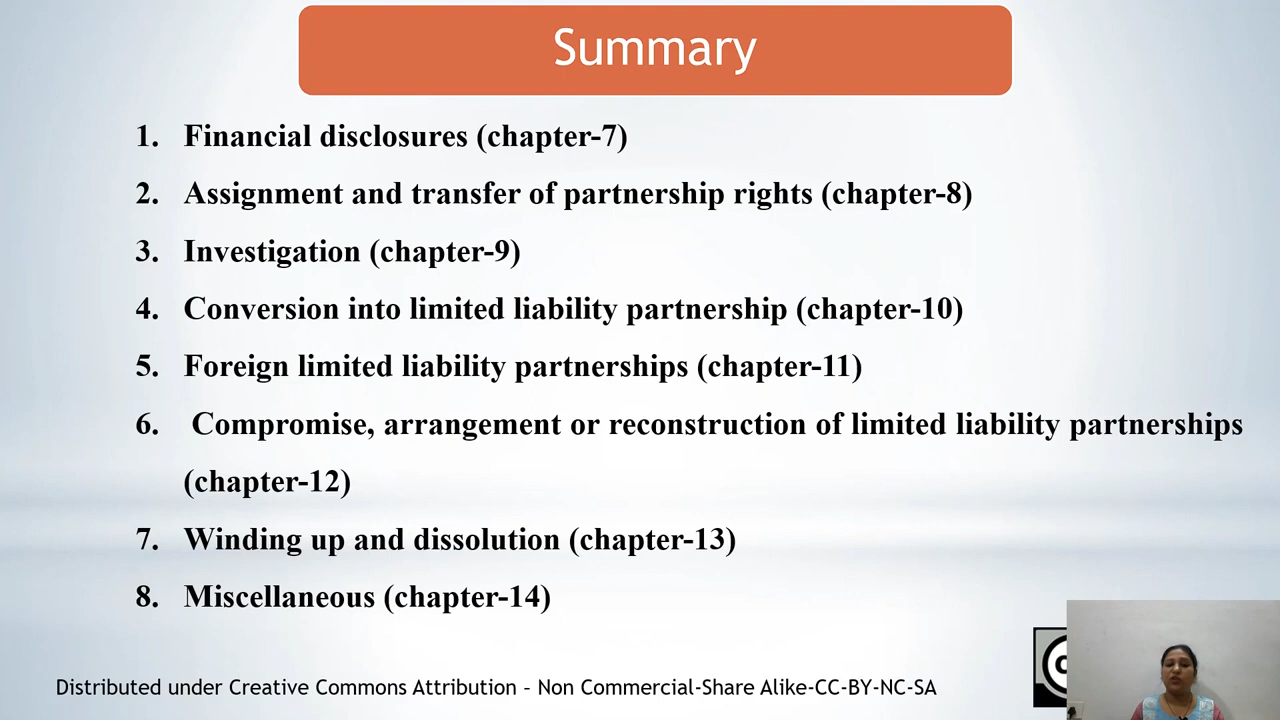 Summary
1. Financial disclosures (chapter-7)
2. Assignment and transfer of partnership rights (chapter-8)
3. Investigation (chapter-9)
4. Conversion into limited liability partnership (chapter-10)
5. Foreign limited liability partnerships (chapter-11)
6. Compromise, arrangement or reconstruction of limited liability partnerships
(chapter-12)
7. Winding up and dissolution (chapter-13)
8. Miscellaneous (chapter-14)
Distributed under Creative Commons Attribution – Non Commercial-Share Alike-CC-BY-NC-SA